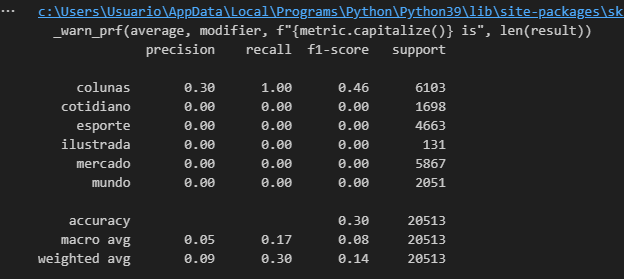 ... c:\Users\Usuario\AppData\Local\Programs\Python\Python39\lib\site-packages\sk
_warn_prf(average, modifier, f"{metric.capitalize()} is", len(result))
precision recall f1-score support
colunas 0.30 1.00 0.46 6103
cotidiano 0.00 0.00 0.00 1698
esporte 0.00 0.00 0.00 4663
ilustrada 0.00 0.00 0.00 131
mercado 0.00 0.00 0.00 5867
mundo 0.00 0.00 0.00 2051
accuracy 0.30 20513
macro avg 0.05 0.17 0.08 20513
weighted avg 0.09 0.30 0.14 20513